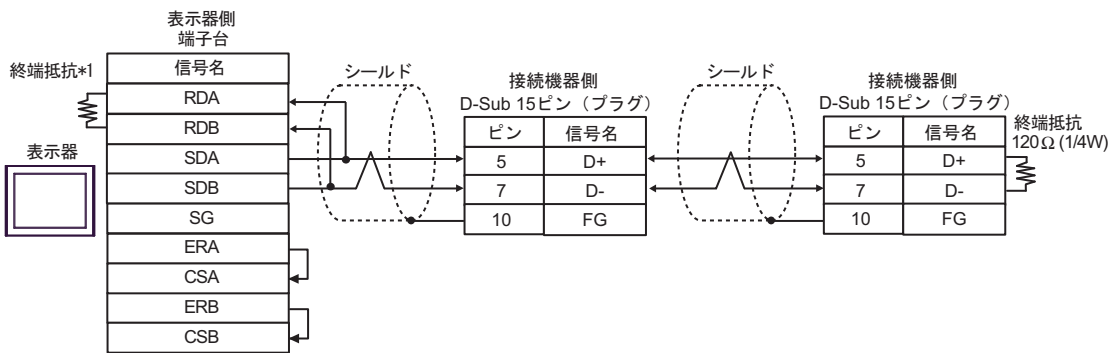 表示器側
端子台
終端抵抗*1
信号名
RDA
RDB
SDA
SDB
SG
ERA
CSA
ERB
CSB
表示器
シールド
接続機器側
D-Sub 15ピン（プラグ）
ピン 信号名
5 D+
7 D-
10 FG
シールド
接続機器側
D-Sub 15ピン（プラグ）
ピン 信号名
5 D+
7 D-
10 FG
終端抵抗
120Ω(1/4W)